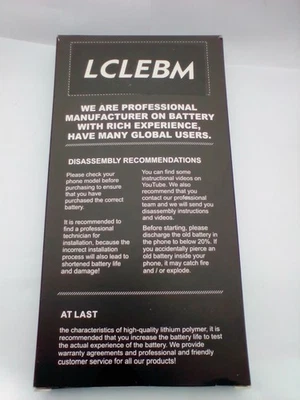 LCLEBM
WE ARE PROFESSIONAL
MANUFACTURER ON BATTERY
WITH RICH EXPERIENCE,
HAVE MANY GLOBAL USERS.
DISASSEMBLY RECOMMENDATIONS
Please check your
phone model before
purchasing to ensure
that you have
purchased the correct
battery.
It is recommended to
find a professional
technician for
installation, because the
incorrect installation
process will also lead to
shortened battery life
and damage!
You can find some
instructional videos on
YouTube. We also
recommend that you
contact our professional
team and we will send you
disassembly instructions
and videos.
Before starting, please
discharge the old battery in
the phone to below 20%. If
you accidentally pierce an
old battery inside your
phone, it may catch fire
and / or explode.
AT LAST
the characteristics of high-quality lithium polymer, it is
recommended that you increase the battery life to test
the actual experience of the battery. We provide
warranty agreements and professional and friendly
customer service for all our products!